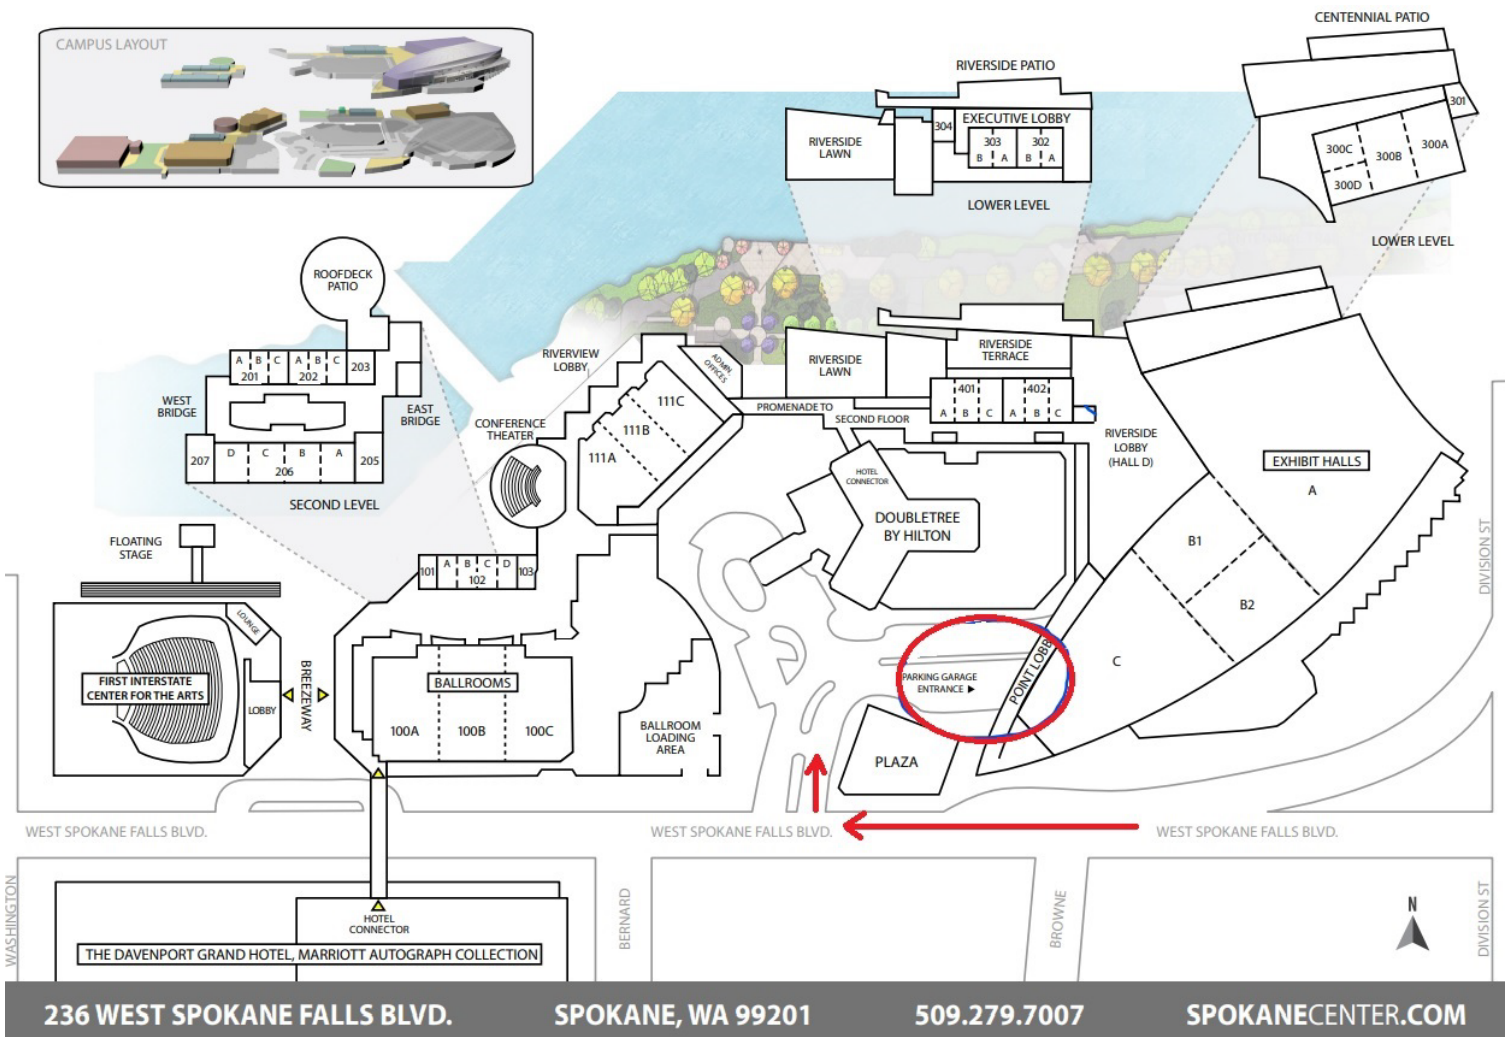 CAMPUS LAYOUT
CENTENNIAL PATIO
301
300C
300B
300A
300D
LOWER LEVEL
RIVERSIDE PATIO
RIVERSIDE
LAWN
304
EXECUTIVE LOBBY
303
302
B
A
B
A
LOWER LEVEL
ROOFDECK
PATIO
A
B
C
A
B
C
201
202
203
WEST
BRIDGE
EAST
BRIDGE
207
D
C
B
A
206
205
SECOND LEVEL
RIVERVIEW
LOBBY
ADMIN.
OFFICES
CONFERENCE
THEATER
111C
111B
111A
RIVERSIDE
LAWN
RIVERSIDE
TERRACE
401
402
A
B
C
A
B
C
PROMENADE TO
SECOND FLOOR
RIVERSIDE
LOBBY
(HALL D)
EXHIBIT HALLS
A
B1
B2
C
HOTEL
CONNECTOR
DOUBLETREE
BY HILTON
FLOATING
STAGE
101
A
B
C
D
102
103
LOUNGE
FIRST INTERSTATE
CENTER FOR THE ARTS
LOBBY
BREEZEWAY
BALLROOMS
100A
100B
100C
BALLROOM
LOADING
AREA
PARKING GARAGE
ENTRANCE
POINT LOBBY
PLAZA
DIVISION ST
WEST SPOKANE FALLS BLVD.
WEST SPOKANE FALLS BLVD.
WEST SPOKANE FALLS BLVD.
WASHINGTON
HOTEL
CONNECTOR
THE DAVENPORT GRAND HOTEL, MARRIOTT AUTOGRAPH COLLECTION
BERNARD
BROWNE
N
DIVISION ST
236 WEST SPOKANE FALLS BLVD.
SPOKANE, WA 99201
509.279.7007
SPOKANECENTER.COM